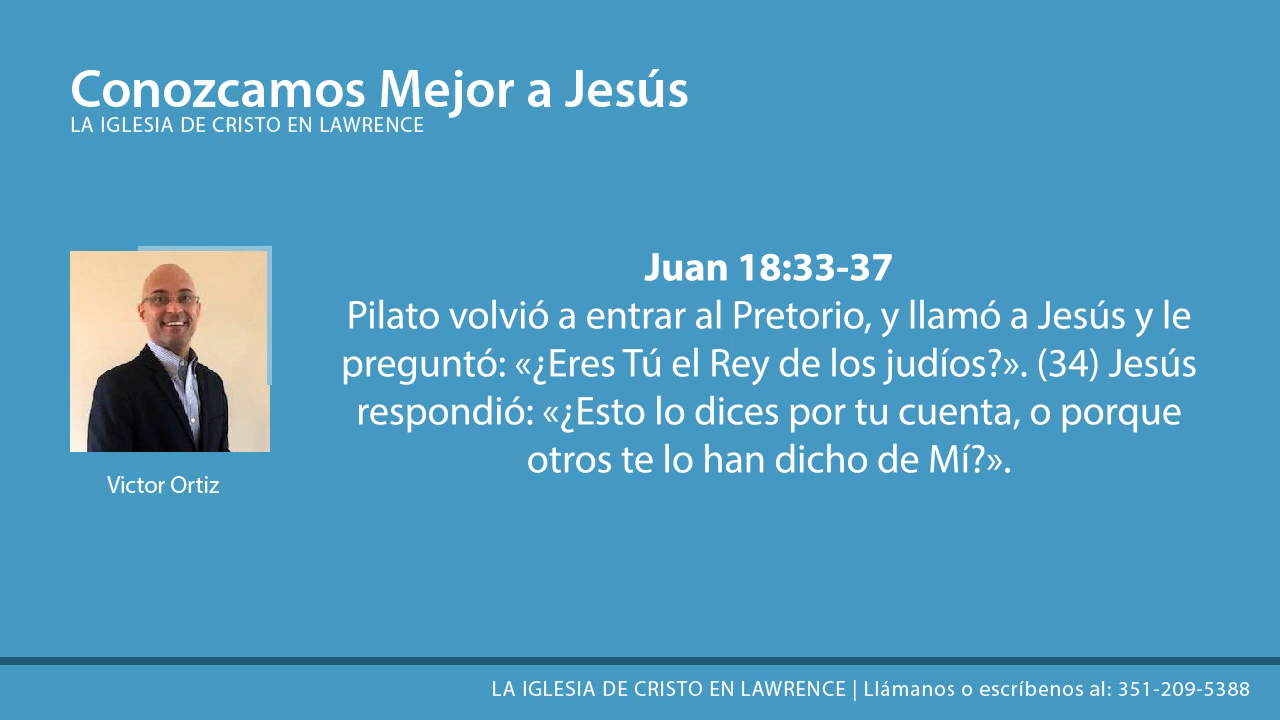 Conozcamos Mejor a Jesús
LA IGLESIA DE CRISTO EN LAWRENCE
Juan 18:33-37
Pilato volvió a entrar al Pretorio, y llamó a Jesús y le
preguntó: «¿Eres Tú el Rey de los judíos?». (34) Jesús
respondió: «¿Esto lo dices por tu cuenta, o porque
otros te lo han dicho de Mí?».
Victor Ortiz
LA IGLESIA DE CRISTO EN LAWRENCE | Llámanos o escríbenos al: 351-209-5388